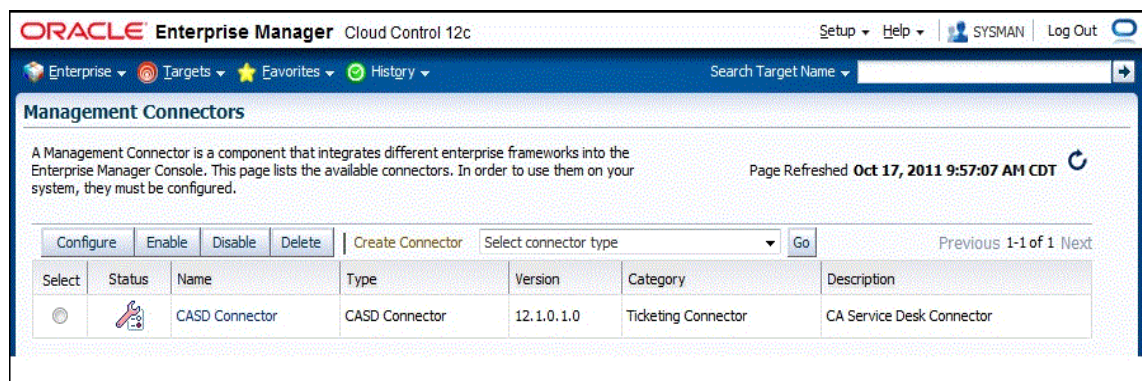 ORACLE Enterprise Manager Cloud Control 12c
Setup Help SYSMAN Log Out
Enterprise Targets Favorites History Search Target Name
Management Connectors
A Management Connector is a component that integrates different enterprise frameworks into the
Enterprise Manager Console. This page lists the available connectors. In order to use them on your
system, they must be configured.
Page Refreshed Oct 17, 2011 9:57:07 AM CDT
Configure Enable Disable Delete Create Connector Select connector type Go Previous 1-1 of 1 Next
Select Status Name Type Version Category Description
CASD Connector CASD Connector 12.1.0.1.0 Ticketing Connector CA Service Desk Connector